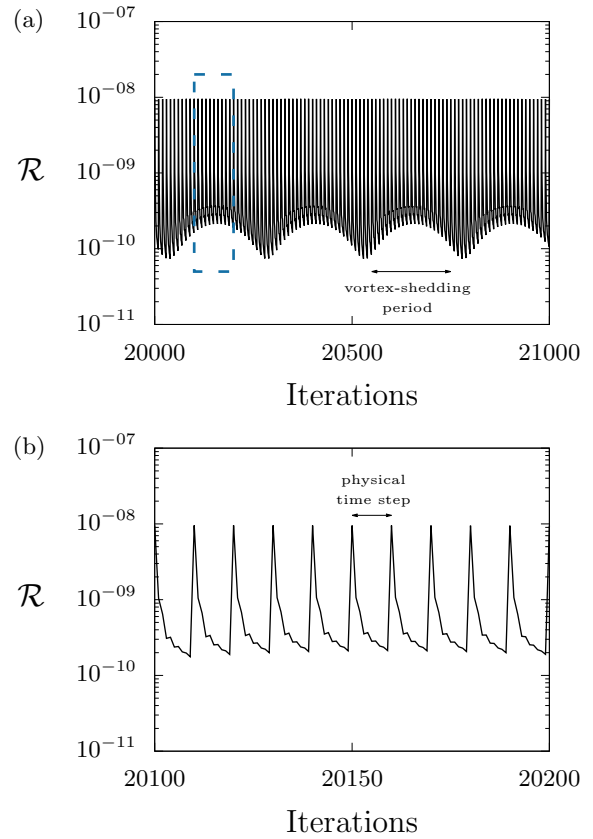 (a)
10⁻⁰⁷
10⁻⁰⁸
10⁻⁰⁹
10⁻¹⁰
10⁻¹¹
ℛ
vortex-shedding
period
20000
20500
21000
Iterations
(b)
10⁻⁰⁷
10⁻⁰⁸
10⁻⁰⁹
10⁻¹⁰
10⁻¹¹
ℛ
physical
time step
20100
20150
20200
Iterations